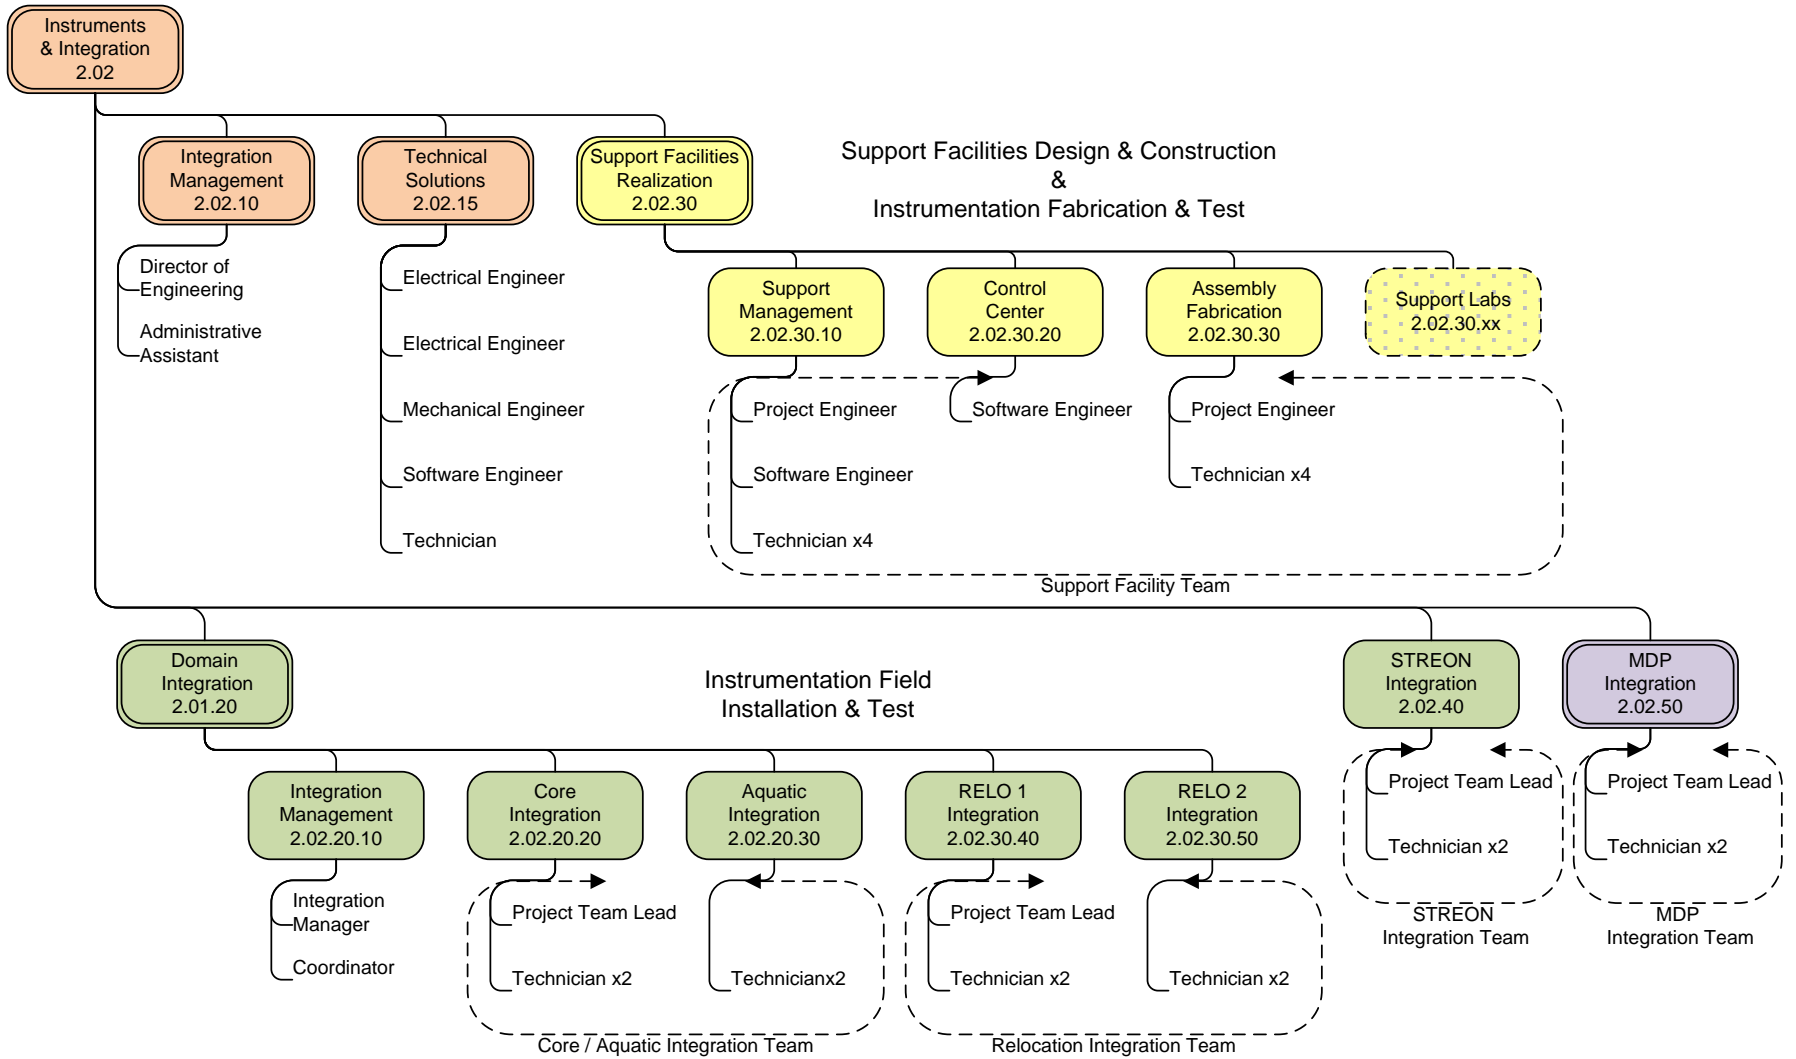 Instruments
& Integration
2.02
Integration
Management
2.02.10
Technical
Solutions
2.02.15
Support Facilities
Realization
2.02.30
Support Facilities Design & Construction
&
Instrumentation Fabrication & Test
Director of
Engineering
Administrative
Assistant
Electrical Engineer
Electrical Engineer
Mechanical Engineer
Software Engineer
Technician
Support
Management
2.02.30.10
Control
Center
2.02.30.20
Assembly
Fabrication
2.02.30.30
Support Labs
2.02.30.xx
Project Engineer
Software Engineer
Technician x4
Software Engineer
Project Engineer
Technician x4
Support Facility Team
Domain
Integration
2.01.20
Instrumentation Field
Installation & Test
STREON
Integration
2.02.40
MDP
Integration
2.02.50
Integration
Management
2.02.20.10
Core
Integration
2.02.20.20
Aquatic
Integration
2.02.20.30
RELO 1
Integration
2.02.30.40
RELO 2
Integration
2.02.30.50
Project Team Lead
Technician x2
Project Team Lead
Technician x2
Integration
Manager
Coordinator
Project Team Lead
Technician x2
Technicianx2
Project Team Lead
Technician x2
Technician x2
STREON
Integration Team
MDP
Integration Team
Core / Aquatic Integration Team
Relocation Integration Team